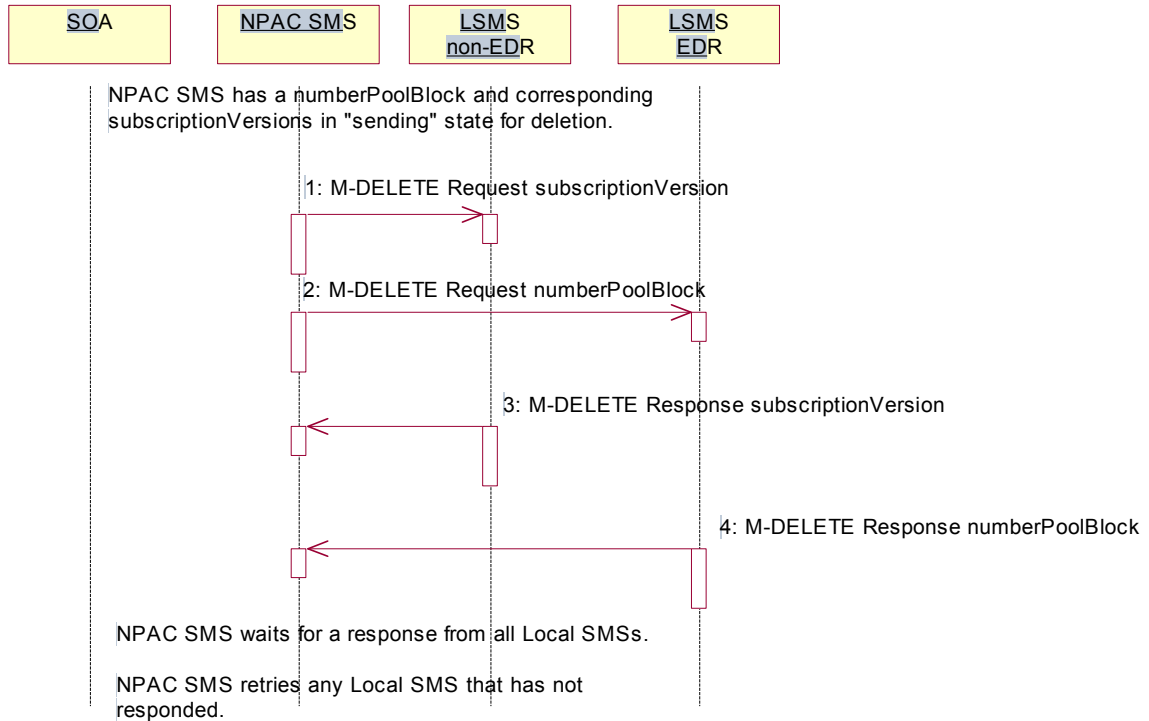 SOA
NPAC SMS
LSMS
non-EDR
LSMS
EDR
NPAC SMS has a numberPoolBlock and corresponding
subscriptionVersions in "sending" state for deletion.
1: M-DELETE Request subscriptionVersion
2: M-DELETE Request numberPoolBlock
3: M-DELETE Response subscriptionVersion
4: M-DELETE Response numberPoolBlock
NPAC SMS waits for a response from all Local SMSs.
NPAC SMS retries any Local SMS that has not
responded.